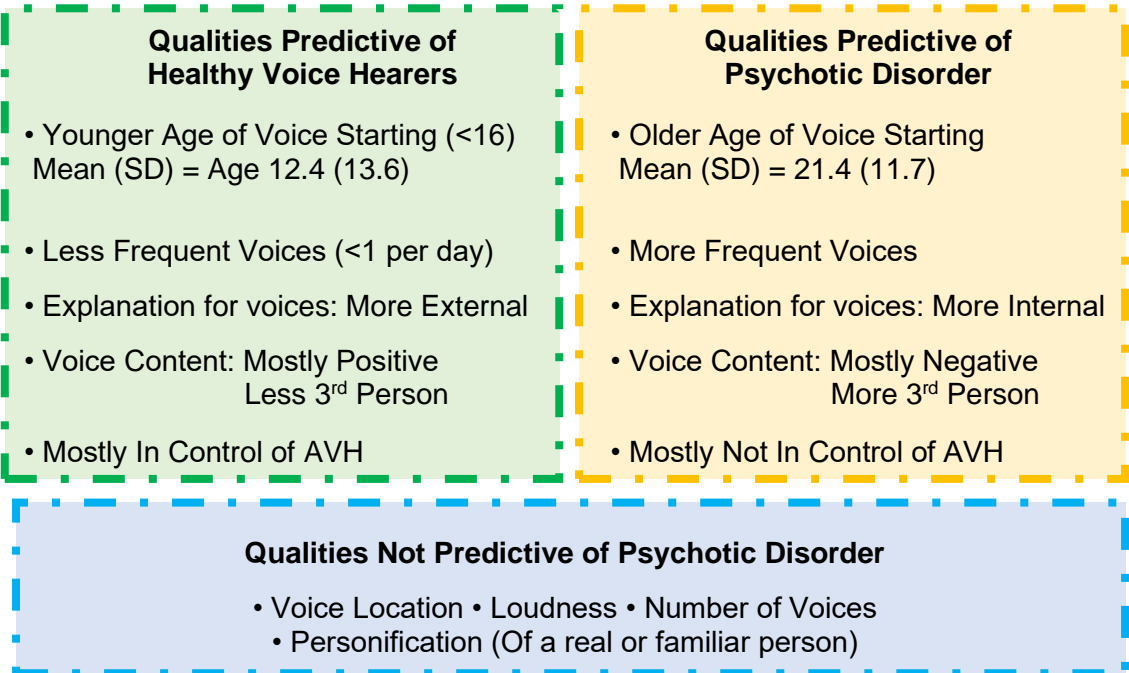 Qualities Predictive of
Healthy Voice Hearers
• Younger Age of Voice Starting (<16)
Mean (SD) = Age 12.4 (13.6)
• Less Frequent Voices (<1 per day)
• Explanation for voices: More External
• Voice Content: Mostly Positive
Less 3rd Person
• Mostly In Control of AVH
Qualities Predictive of
Psychotic Disorder
• Older Age of Voice Starting
Mean (SD) = 21.4 (11.7)
• More Frequent Voices
• Explanation for voices: More Internal
• Voice Content: Mostly Negative
More 3rd Person
• Mostly Not In Control of AVH
Qualities Not Predictive of Psychotic Disorder
• Voice Location • Loudness • Number of Voices
• Personification (Of a real or familiar person)